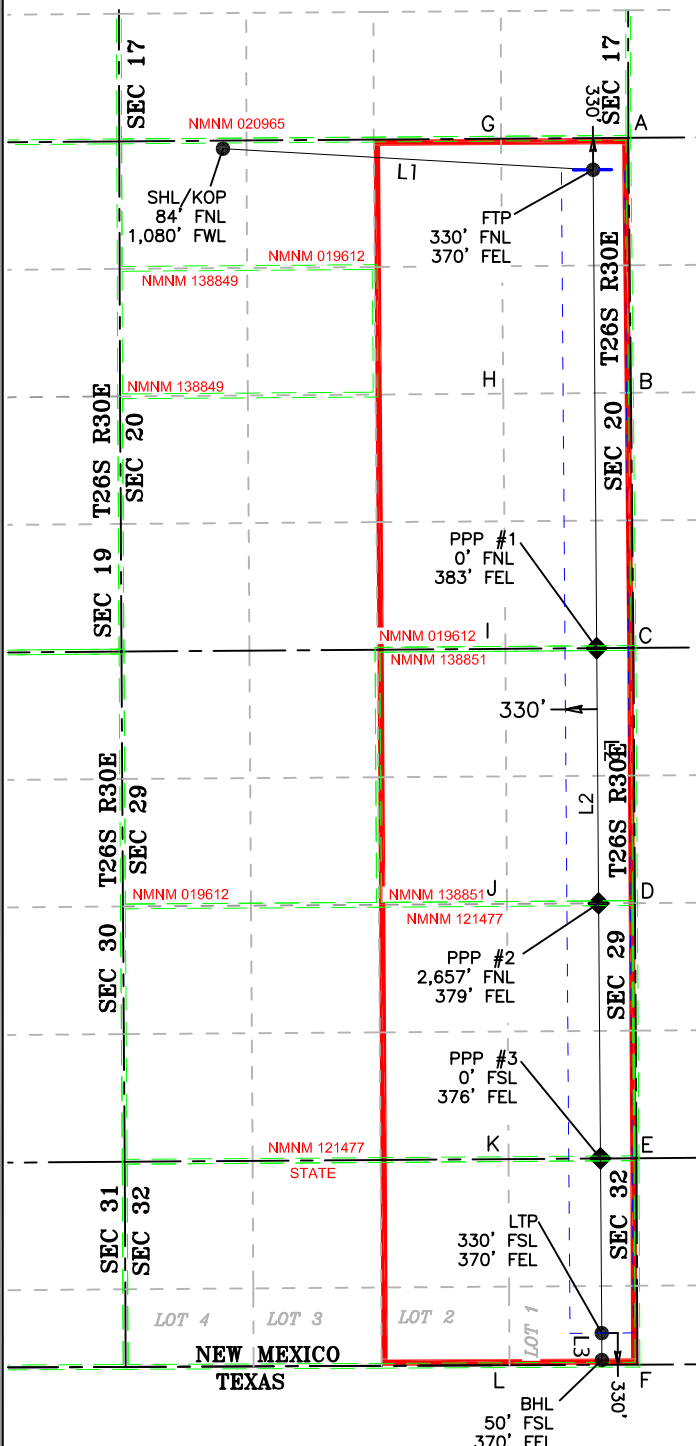 SEC 17
SEC 17
330'
G
A
NMNM 020965
L1
SHL/KOP
84' FNL
1,080' FWL
FTP
330' FNL
370' FEL
NMNM 019612
NMNM 138849
T26S R30E
SEC 20
NMNM 138849
H
B
SEC 19 T26S R30E
SEC 20
PPP #1
0' FNL
383' FEL
NMNM 019612
I
C
NMNM 138851
330'
L2
L2
T26S R30E
SEC 29
SEC 30 T26S R30E
SEC 29
NMNM 019612
NMNM 138851
J
D
NMNM 121477
PPP #2
2,657' FNL
379' FEL
PPP #3
0' FSL
376' FEL
NMNM 121477
K
E
STATE
SEC 31
SEC 32
SEC 32
LTP
330' FSL
370' FEL
LOT 4
LOT 3
LOT 2
LOT 1
L3
NEW MEXICO
TEXAS
L
F
330'
BHL
50' FSL
370' FEL